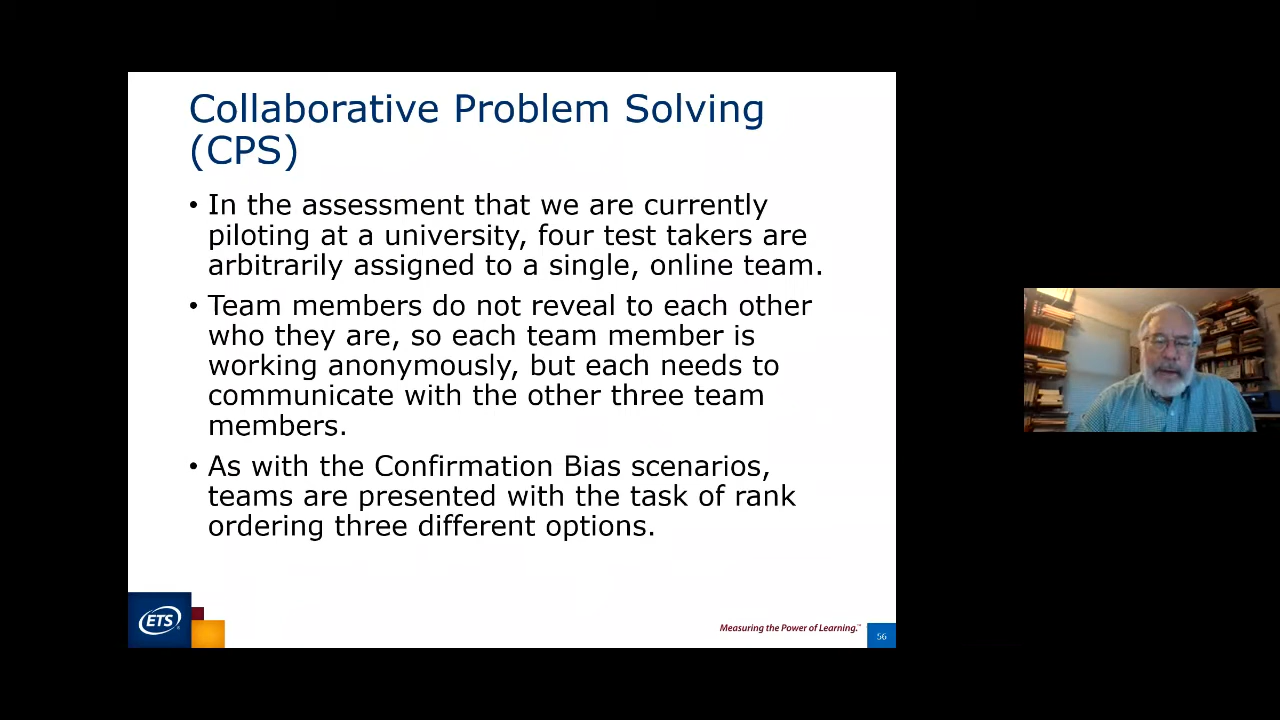 Collaborative Problem Solving
(CPS)
• In the assessment that we are currently
piloting at a university, four test takers are
arbitrarily assigned to a single, online team.
• Team members do not reveal to each other
who they are, so each team member is
working anonymously, but each needs to
communicate with the other three team
members.
• As with the Confirmation Bias scenarios,
teams are presented with the task of rank
ordering three different options.
ETS
Measuring the Power of Learning.™
56